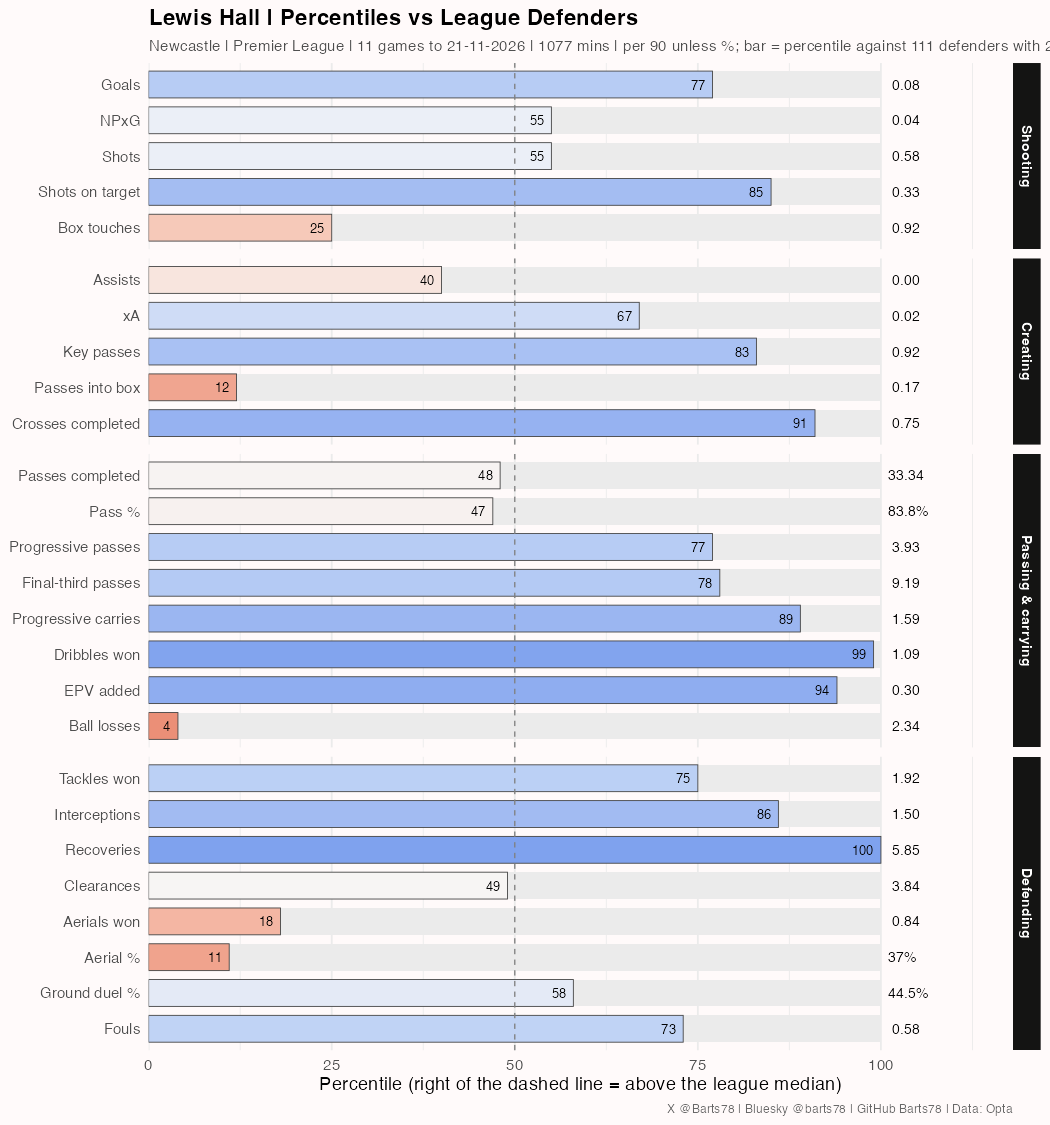 Lewis Hall | Percentiles vs League Defenders
Newcastle | Premier League | 11 games to 21-11-2026 | 1077 mins | per 90 unless %; bar = percentile against 111 defenders with
Goals 77 0.08
NPxG 55 0.04
Shots 55 0.58
Shots on target 85 0.33
Box touches 25 0.92
Shooting
Assists 40 0.00
xA 67 0.02
Key passes 83 0.92
Passes into box 12 0.17
Crosses completed 91 0.75
Creating
Passes completed 48 33.34
Pass % 47 83.8%
Progressive passes 77 3.93
Final-third passes 78 9.19
Progressive carries 89 1.59
Dribbles won 99 1.09
EPV added 94 0.30
Ball losses 4 2.34
Passing & carrying
Tackles won 75 1.92
Interceptions 86 1.50
Recoveries 100 5.85
Clearances 49 3.84
Aerials won 18 0.84
Aerial % 11 37%
Ground duel % 58 44.5%
Fouls 73 0.58
Defending
0 25 50 75 100
Percentile (right of the dashed line = above the league median)
X @Barts78 | Bluesky @barts78 | GitHub Barts78 | Data: Opta